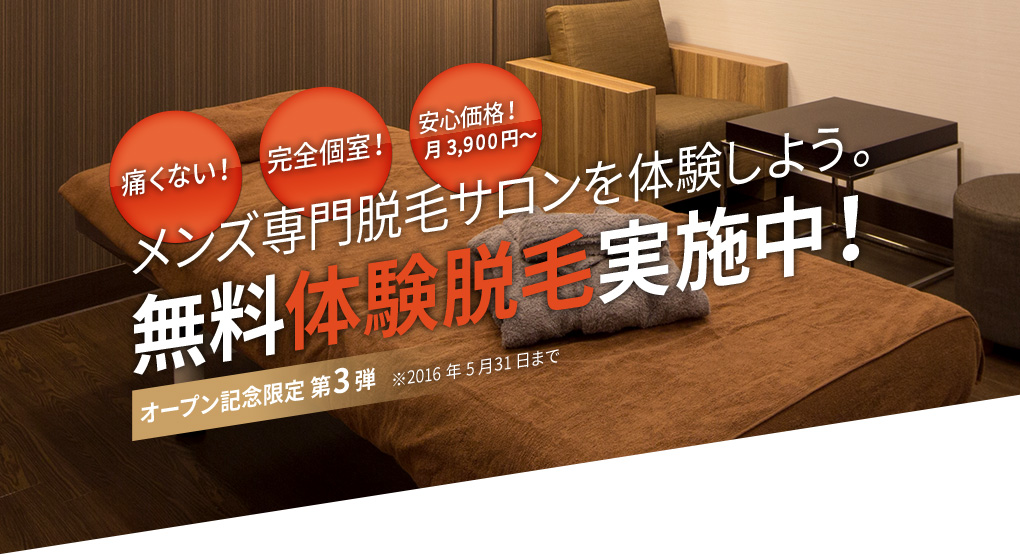 痛くない！
完全個室！
安心価格！
月3,900円～
メンズ専門脱毛サロンを体験しよう。
無料体験脱毛実施中！
オープン記念限定 第3弾
※2016年5月31日まで